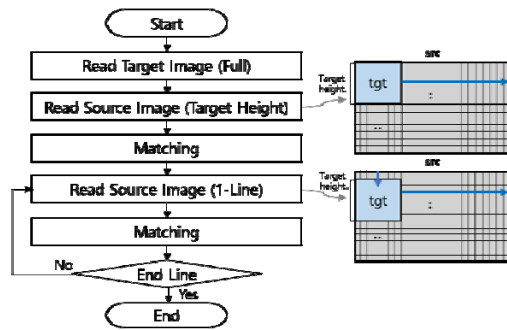 Start
Read Target Image (Full)
Read Source Image (Target Height)
Matching
Read Source Image (1-Line)
Matching
End Line
No
Yes
End
src
Target
height.
tgt
:
...
src
Target
height.
tgt
:
...